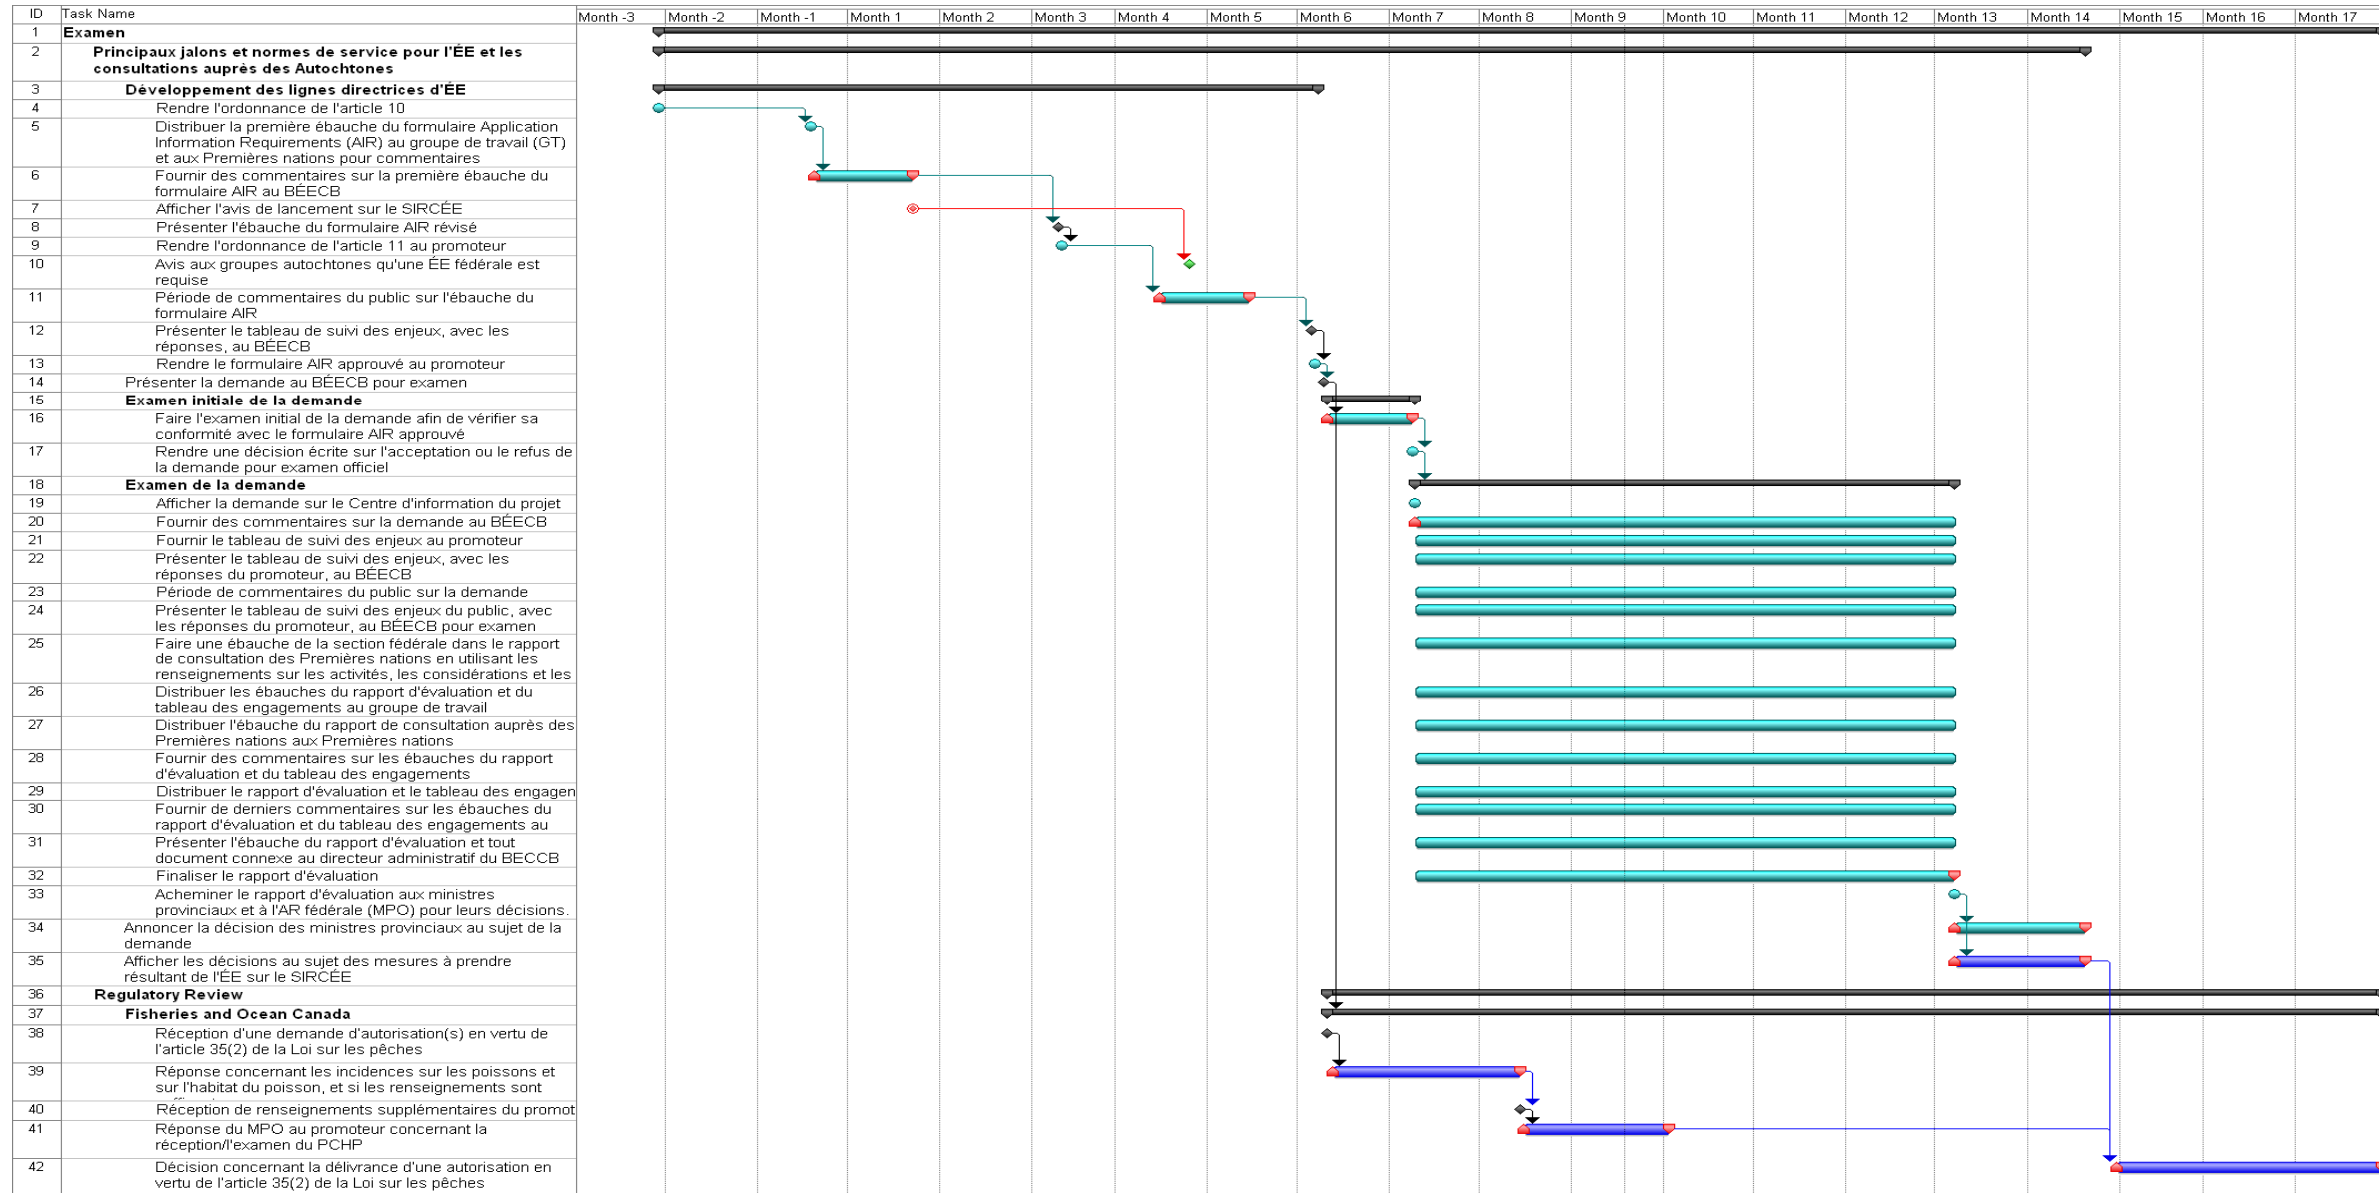 ID Task Name Month -3 Month -2 Month -1 Month 1 Month 2 Month 3 Month 4 Month 5 Month 6 Month 7 Month 8 Month 9 Month 10 Month 11 Month 12 Month 13 Month 14 Month 15 Month 16 Month 17
1 Examen
2 Principaux jalons et normes de service pour l'ÉE et les
consultations auprès des Autochtones
3 Développement des lignes directrices d'ÉE
4 Rendre l'ordonnance de l'article 10
5 Distribuer la première ébauche du formulaire Application
Information Requirements (AIR) au groupe de travail (GT)
et aux Premières nations pour commentaires
6 Fournir des commentaires sur la première ébauche du
formulaire AIR au BÉECB
7 Afficher l'avis de lancement sur le SIRCÉE
8 Présenter l'ébauche du formulaire AIR révisé
9 Rendre l'ordonnance de l'article 11 au promoteur
10 Avis aux groupes autochtones qu'une ÉE fédérale est
requise
11 Période de commentaires du public sur l'ébauche du
formulaire AIR
12 Présenter le tableau de suivi des enjeux, avec les
réponses, au BÉECB
13 Rendre le formulaire AIR approuvé au promoteur
14 Présenter la demande au BÉECB pour examen
15 Examen initiale de la demande
16 Faire l'examen initial de la demande afin de vérifier sa
conformité avec le formulaire AIR approuvé
17 Rendre une décision écrite sur l'acceptation ou le refus de
la demande pour examen officiel
18 Examen de la demande
19 Afficher la demande sur le Centre d'information du projet
20 Fournir des commentaires sur la demande au BÉECB
21 Fournir le tableau de suivi des enjeux au promoteur
22 Présenter le tableau de suivi des enjeux, avec les
réponses du promoteur, au BÉECB
23 Période de commentaires du public sur la demande
24 Présenter le tableau de suivi des enjeux du public, avec
les réponses du promoteur, au BÉECB pour examen
25 Faire une ébauche de la section fédérale dans le rapport
de consultation des Premières nations en utilisant les
renseignements sur les activités, les considérations et les
26 Distribuer les ébauches du rapport d'évaluation et du
tableau des engagements au groupe de travail
27 Distribuer l'ébauche du rapport de consultation auprès des
Premières nations aux Premières nations
28 Fournir des commentaires sur les ébauches du rapport
d'évaluation et du tableau des engagements
29 Distribuer le rapport d'évaluation et le tableau des engagen
30 Fournir de derniers commentaires sur les ébauches du
rapport d'évaluation et du tableau des engagements au
31 Présenter l'ébauche du rapport d'évaluation et tout
document connexe au directeur administratif du BECCB
32 Finaliser le rapport d'évaluation
33 Acheminer le rapport d'évaluation aux ministres
provinciaux et à l'AR fédérale (MPO) pour leurs décisions.
34 Annoncer la décision des ministres provinciaux au sujet de la
demande
35 Afficher les décisions au sujet des mesures à prendre
résultant de l'ÉE sur le SIRCÉE
36 Regulatory Review
37 Fisheries and Ocean Canada
38 Réception d'une demande d'autorisation(s) en vertu de
l'article 35(2) de la Loi sur les pêches
39 Réponse concernant les incidences sur les poissons et
sur l'habitat du poisson, et si les renseignements sont
40 Réception de renseignements supplémentaires du promot
41 Réponse du MPO au promoteur concernant la
réception/l'examen du PCHP
42 Décision concernant la délivrance d'une autorisation en
vertu de l'article 35(2) de la Loi sur les pêches